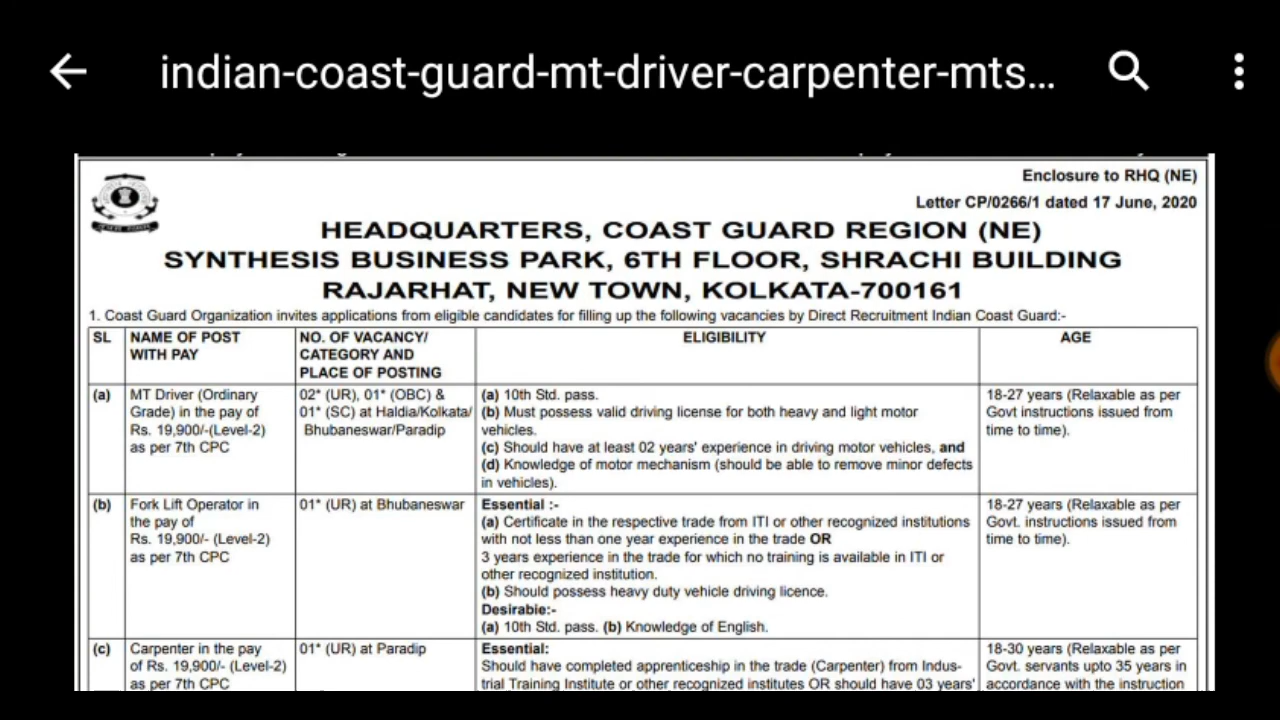 indian-coast-guard-mt-driver-carpenter-mts...
Enclosure to RHQ (NE)
Letter CP/0266/1 dated 17 June, 2020
HEADQUARTERS, COAST GUARD REGION (NE)
SYNTHESIS BUSINESS PARK, 6TH FLOOR, SHRACHI BUILDING
RAJARHAT, NEW TOWN, KOLKATA-700161
1. Coast Guard Organization invites applications from eligible candidates for filling up the following vacancies by Direct Recruitment Indian Coast Guard:-
SL
NAME OF POST
WITH PAY
NO. OF VACANCY/
CATEGORY AND
PLACE OF POSTING
ELIGIBILITY
AGE
(a)
MT Driver (Ordinary
Grade) in the pay of
Rs. 19,900/-(Level-2)
as per 7th CPC
02* (UR), 01* (OBC) &
01* (SC) at Haldia/Kolkata/
Bhubaneswar/Paradip
(a) 10th Std. pass.
(b) Must possess valid driving license for both heavy and light motor
vehicles.
(c) Should have at least 02 years' experience in driving motor vehicles, and
(d) Knowledge of motor mechanism (should be able to remove minor defects
in vehicles).
18-27 years (Relaxable as per
Govt instructions issued from
time to time).
(b)
Fork Lift Operator in
the pay of
Rs. 19,900/- (Level-2)
as per 7th CPC
01* (UR) at Bhubaneswar
Essential :-
(a) Certificate in the respective trade from ITI or other recognized institutions
with not less than one year experience in the trade OR
3 years experience in the trade for which no training is available in ITI or
other recognized institution.
(b) Should possess heavy duty vehicle driving licence.
Desirable:-
(a) 10th Std. pass. (b) Knowledge of English.
18-27 years (Relaxable as per
Govt. instructions issued from
time to time).
(c)
Carpenter in the pay
of Rs. 19,900/- (Level-2)
as per 7th CPC
01* (UR) at Paradip
Essential:
Should have completed apprenticeship in the trade (Carpenter) from Indus-
trial Training Institute or other recognized institutes OR should have 03 years'
18-30 years (Relaxable as per
Govt. servants upto 35 years in
accordance with the instruction